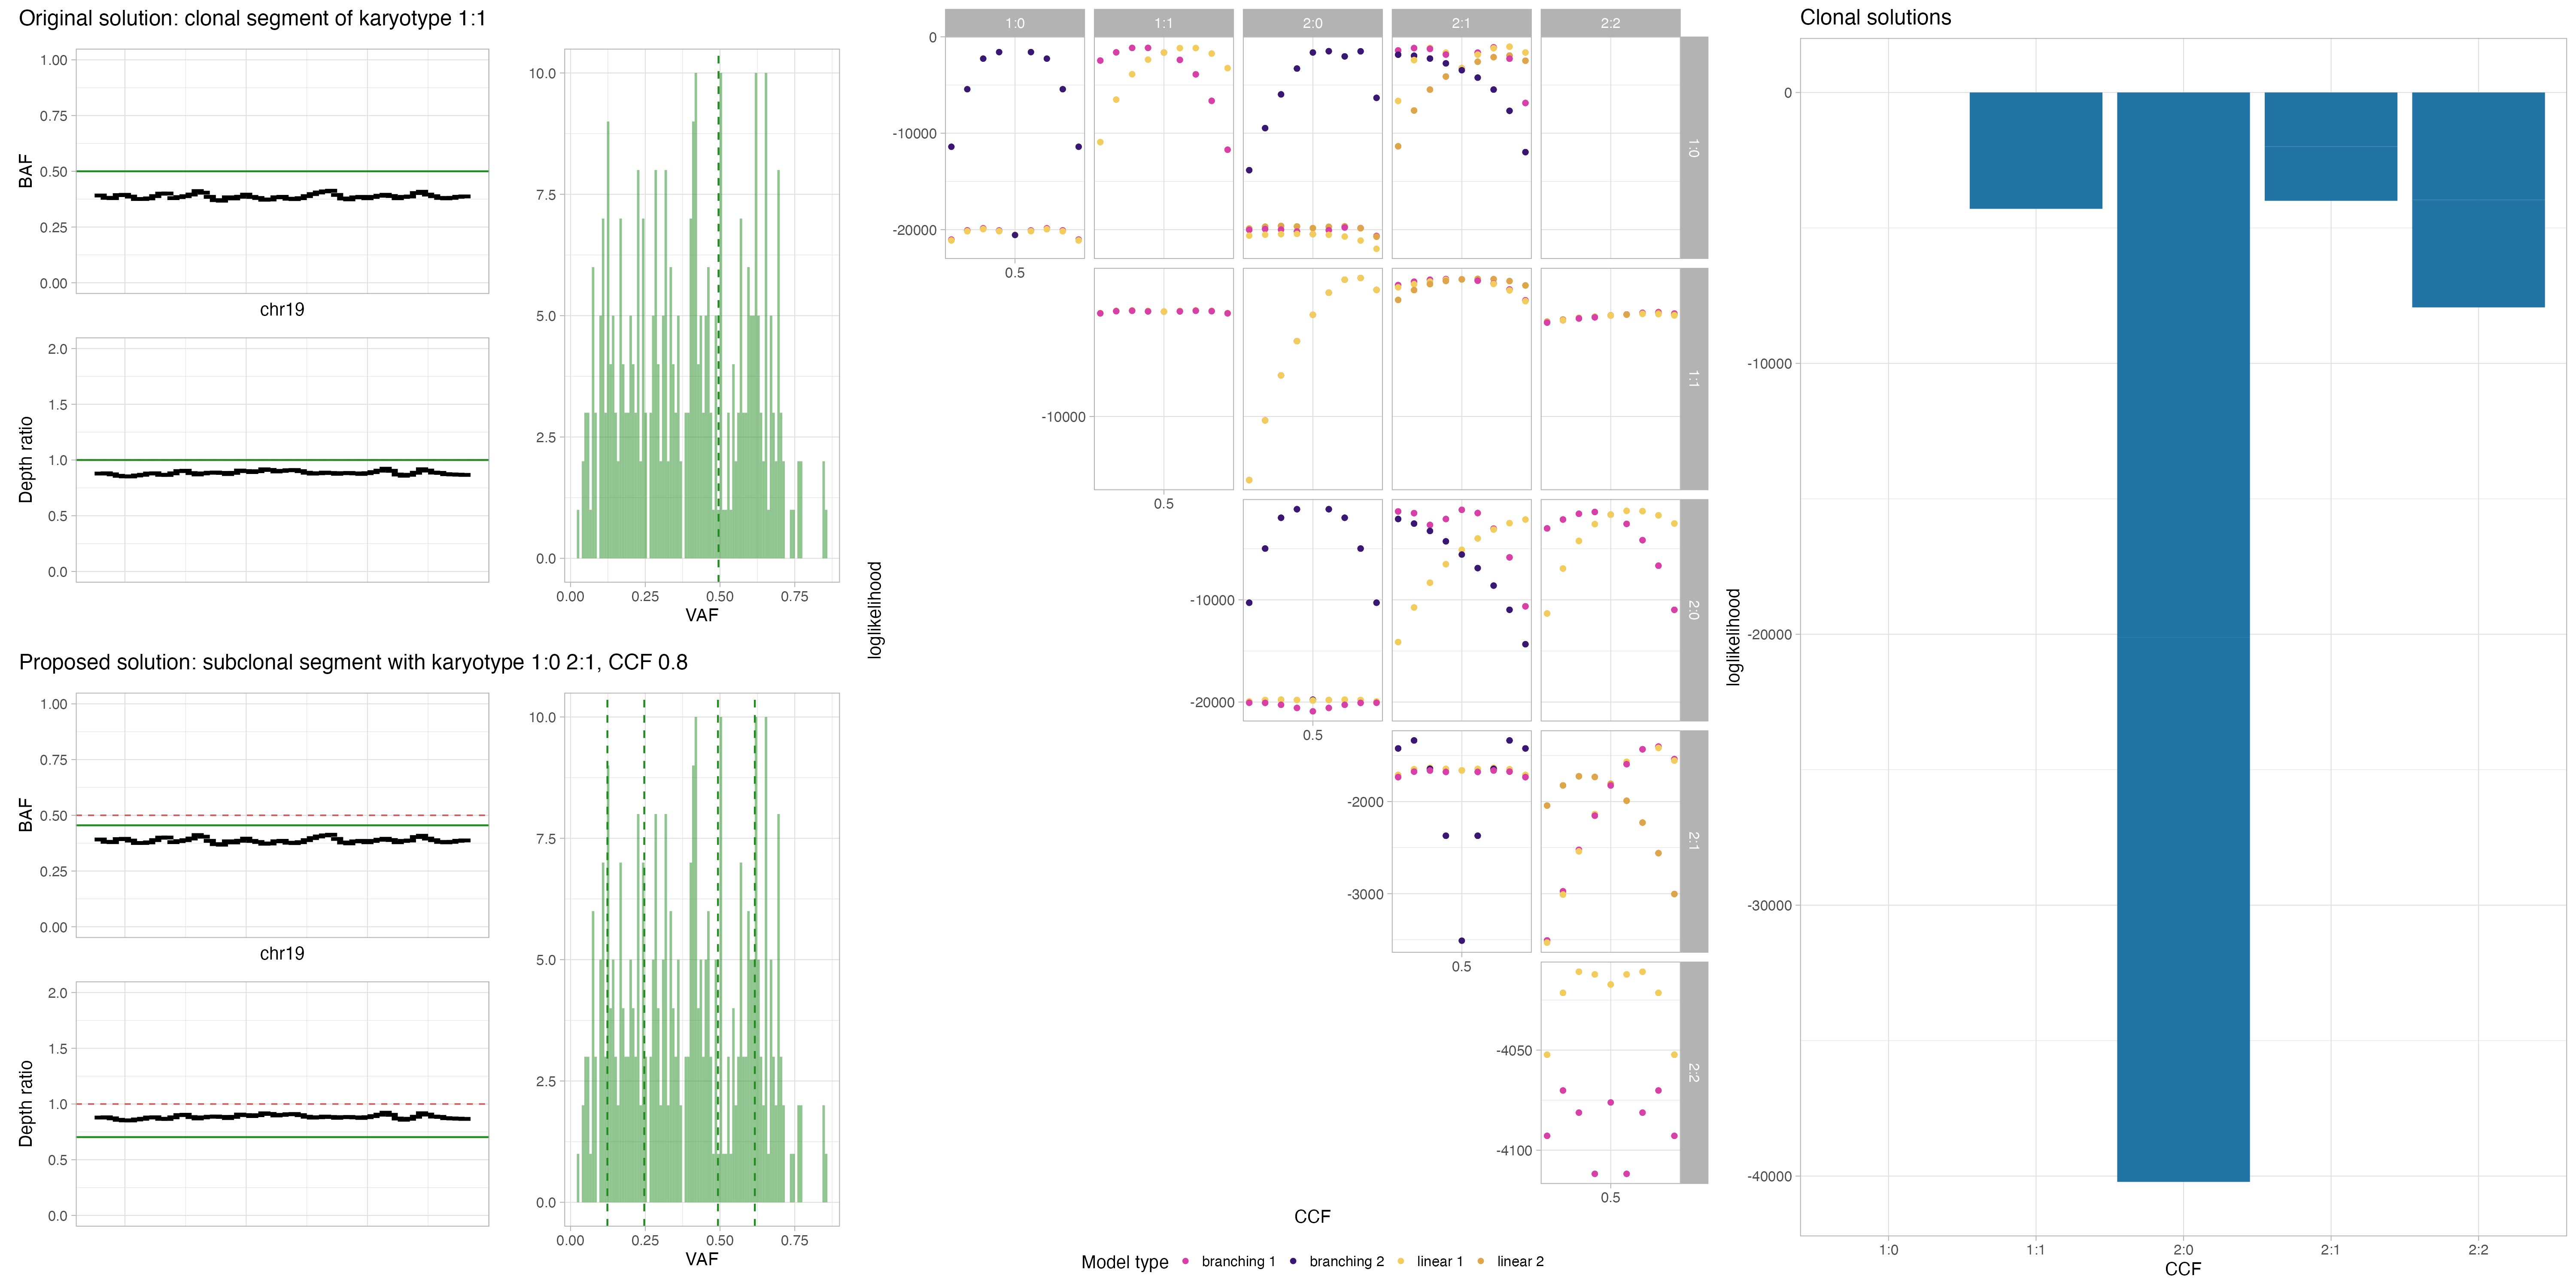 Original solution: clonal segment of karyotype 1:1
1.00
0.75
0.50
0.25
0.00
BAF
chr19
2.0
1.5
1.0
0.5
0.0
Depth ratio
10.0
7.5
5.0
2.5
0.0
0.00 0.25 0.50 0.75
VAF
Proposed solution: subclonal segment with karyotype 1:0 2:1, CCF 0.8
1.00
0.75
0.50
0.25
0.00
BAF
chr19
2.0
1.5
1.0
0.5
0.0
Depth ratio
10.0
7.5
5.0
2.5
0.0
0.00 0.25 0.50 0.75
VAF
loglikelihood
1:0 1:1 2:0 2:1 2:2
0
-10000
-20000
1:0
0.5
-10000
1:1
0.5
-10000
-20000
2:0
0.5
-2000
-3000
2:1
0.5
-4050
-4100
2:2
0.5
CCF
Model type branching 1 branching 2 linear 1 linear 2
Clonal solutions
0
-10000
-20000
-30000
-40000
loglikelihood
1:0 1:1 2:0 2:1 2:2
CCF